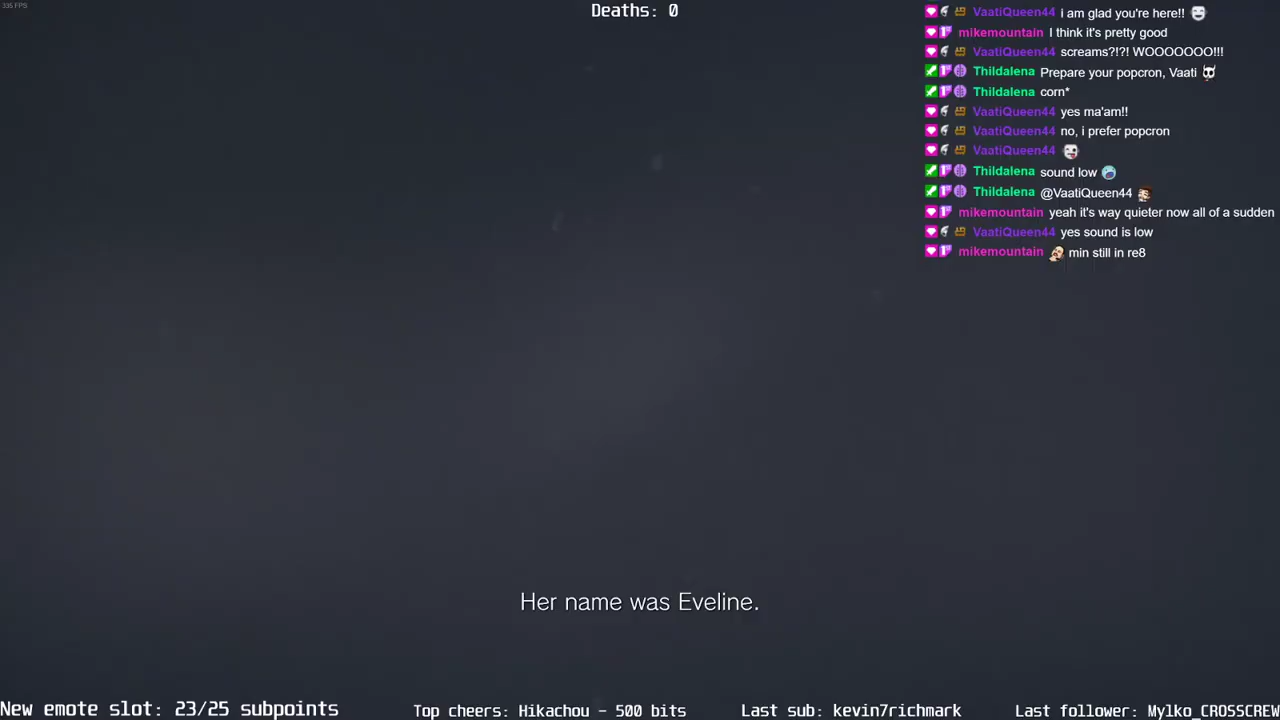 335 FPS
Deaths: 0
VaatiQueen44 i am glad you're here!!
mikemountain I think it's pretty good
VaatiQueen44 screams?!?! WOOOOOOO!!!
Thildalena Prepare your popcron, Vaati
Thildalena corn*
VaatiQueen44 yes ma'am!!
VaatiQueen44 no, i prefer popcron
VaatiQueen44
Thildalena sound low
Thildalena @VaatiQueen44
mikemountain yeah it's way quieter now all of a sudden
VaatiQueen44 yes sound is low
mikemountain min still in re8
Her name was Eveline.
New emote slot: 23/25 subpoints
Top cheers: Hikachou - 500 bits
Last sub: kevin7richmark
Last follower: Mylko_CROSSCREW